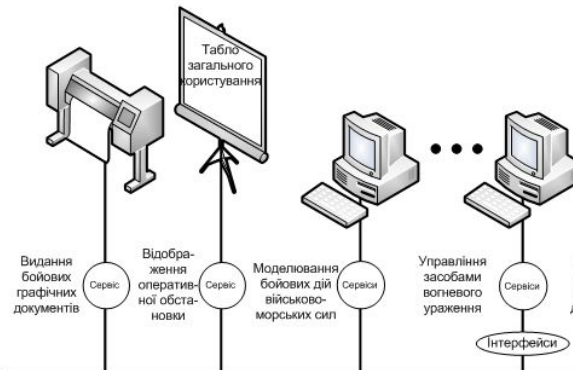 Табло
загального
користування
Видання
бойових
графічних
документів
Сервіс
Відобра-
ження
оператив-
ної обста-
новки
Сервіс
Моделювання
бойових дій
військово-
морських сил
Сервіси
Управління
засобами
вогневого
ураження
Сервіси
Інтерфейси